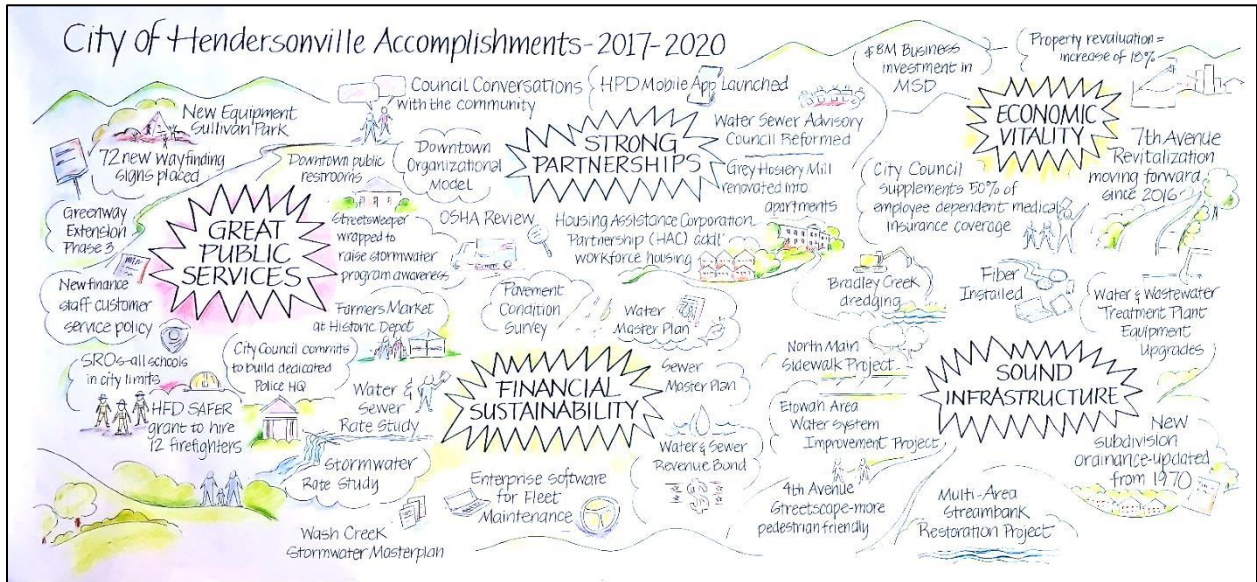 City of Hendersonville Accomplishments-2017-2020
New Equipment
Sullivan Park
72 new wayfinding
signs placed
Greenway
Extension
Phase 3
New finance
staff customer
service policy
SROs-all schools
in city limits
HFD SAFER
grant to hire
12 firefighters
GREAT
PUBLIC
SERVICES
Downtown public
restrooms
Streetsweeper
wrapped to
raise stormwater
program awareness
Farmers Market
at Historic Depot
City Council commits
to build dedicated
Police HQ
Council Conversations
with the community
Downtown
Organizational
Model
OSHA Review
HPD Mobile App Launched
STRONG
PARTNERSHIPS
Water Sewer Advisory
Council Reformed
Grey Hosiery Mill
renovated into
apartments
Housing Assistance Corporation
Partnership (HAC) add'l
workforce housing
Pavement
Condition
Survey
Water
Master Plan
Sewer
Master Plan
FINANCIAL
SUSTAINABILITY
Water &
Sewer
Rate Study
Stormwater
Rate Study
Wash Creek
Stormwater Masterplan
Enterprise Software
for Fleet
Maintenance
Water & Sewer
Revenue Bond
$8M Business
investment in
MSD
Property revaluation =
increase of 18%
ECONOMIC
VITALITY
7th Avenue
Revitalization
moving forward
since 2016
City Council
supplements 50% of
employee dependent medical
insurance coverage
Bradley Creek
dredging
Fiber
Installed
Water & Wastewater
Treatment Plant
Equipment
Upgrades
North Main
Sidewalk Project
SOUND
INFRASTRUCTURE
Etowah Area
Water System
Improvement Project
4th Avenue
Streetscape-more
pedestrian friendly
Multi-Area
Streambank
Restoration Project
New
subdivision
ordinance-updated
from 1970